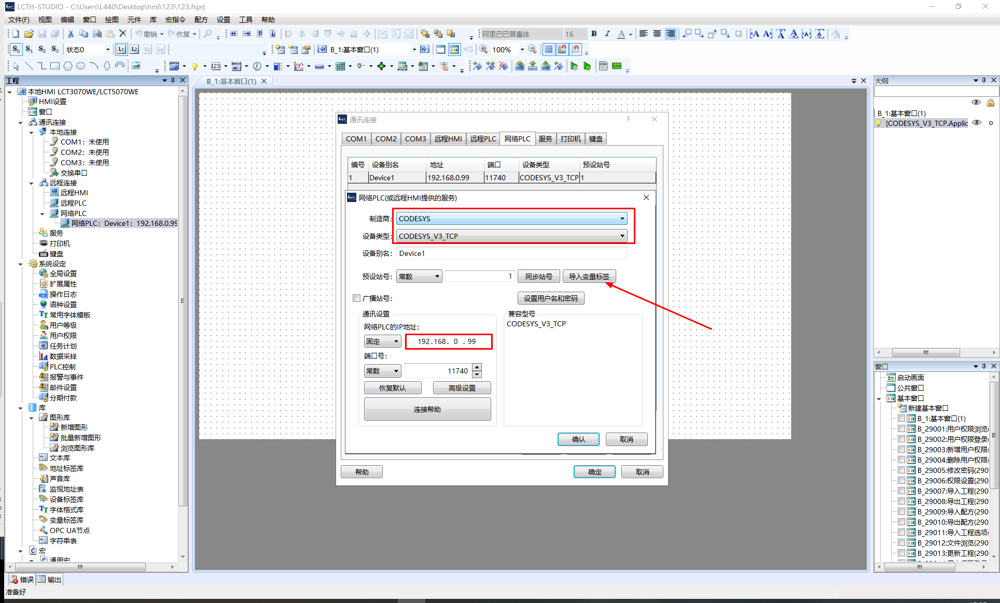 LCTH-STUDIO - C:\Users\L440\Desktop\hmi\123\123.fsprj
文件(F) 视图 编辑 窗口 绘图 元件 库 宏指令 配方 设置 工具 帮助
撤销 恢复 阿里巴巴普惠体 16 B I A
S0 S1 S2 S3 状态0 L1 L2 L3 L4 B_1:基本窗口(1) 100%
工程
本地HMI LCT3070WE/LCT5070WE
HMI设置
窗口
通讯连接
本地连接
COM1：未使用
COM2：未使用
COM3：未使用
交换串口
远程连接
远程HMI
远程PLC
网络PLC
网络PLC：Device1：192.168.0.99
服务
打印机
键盘
系统设定
全局设置
扩展属性
操作日志
语种设置
常用字体模板
用户等级
用户权限
任务计划
数据采样
PLC控制
报警与事件
邮件设置
分期付款
库
图形库
新增图形
批量新增图形
浏览图形库
文本库
地址标签库
声音库
监视地址表
设备标签库
字体格式库
变量标签库
OPC UA节点
字符串表
宏
通用宏
错误 输出
准备好
B_1:基本窗口(1)
通讯连接
COM1 COM2 COM3 远程HMI 远程PLC 网络PLC 服务 打印机 键盘
编号 设备别名 地址 端口 设备类型 预设站号
1 Device1 192.168.0.99 11740 CODESYS_V3_TCP 1
网络PLC(或远程HMI提供的服务)
制造商: CODESYS
设备类型: CODESYS_V3_TCP
设备别名: Device1
预设站号: 常数 1 同步站号 导入变量标签
广播站号: 设置用户名和密码
通讯设置
网络PLC的IP地址:
固定 192.168. 0 . 99
端口号:
常数 11740
恢复默认 高级设置
连接帮助
兼容型号
CODESYS_V3_TCP
确认 取消
帮助 确定 取消
大纲
B_1:基本窗口(1)
[CODESYS_V3_TCP.Applic
窗口
启动画面
公共窗口
基本窗口
新建基本窗口
B_1:基本窗口(1)
B_29001:用户权限浏览(
B_29002:用户权限登录(
B_29003:新增用户权限(
B_29004:删除用户权限(
B_29005:修改密码(290
B_29006:权限设置(290
B_29007:导入工程(290
B_29008:导出工程(290
B_29009:导入配方(290
B_29010:导出配方(290
B_29011:导入工程选项(
B_29012:文件浏览(290
B_29013:更新工程(290